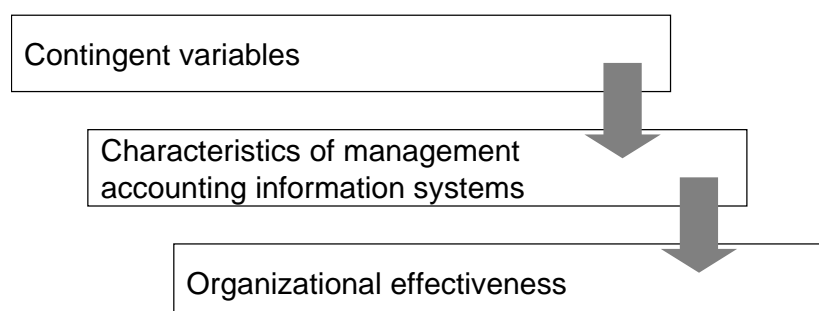 Contingent variables
Characteristics of management
accounting information systems
Organizational effectiveness